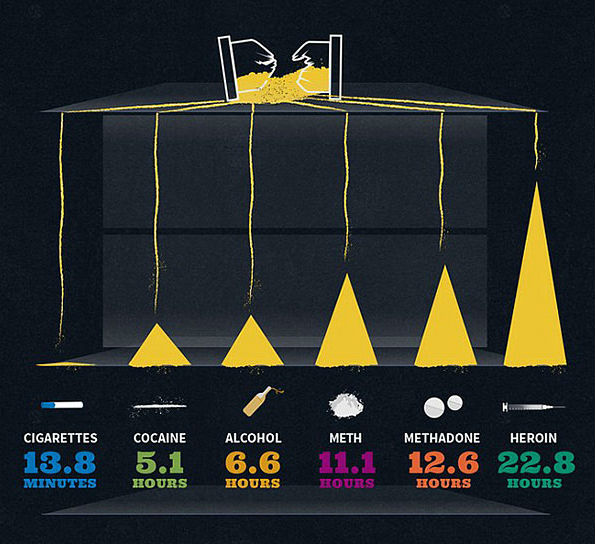 CIGARETTES COCAINE ALCOHOL METH METHADONE HEROIN
13.8 5.1 6.6 11.1 12.6 22.8
MINUTES HOURS HOURS HOURS HOURS HOURS